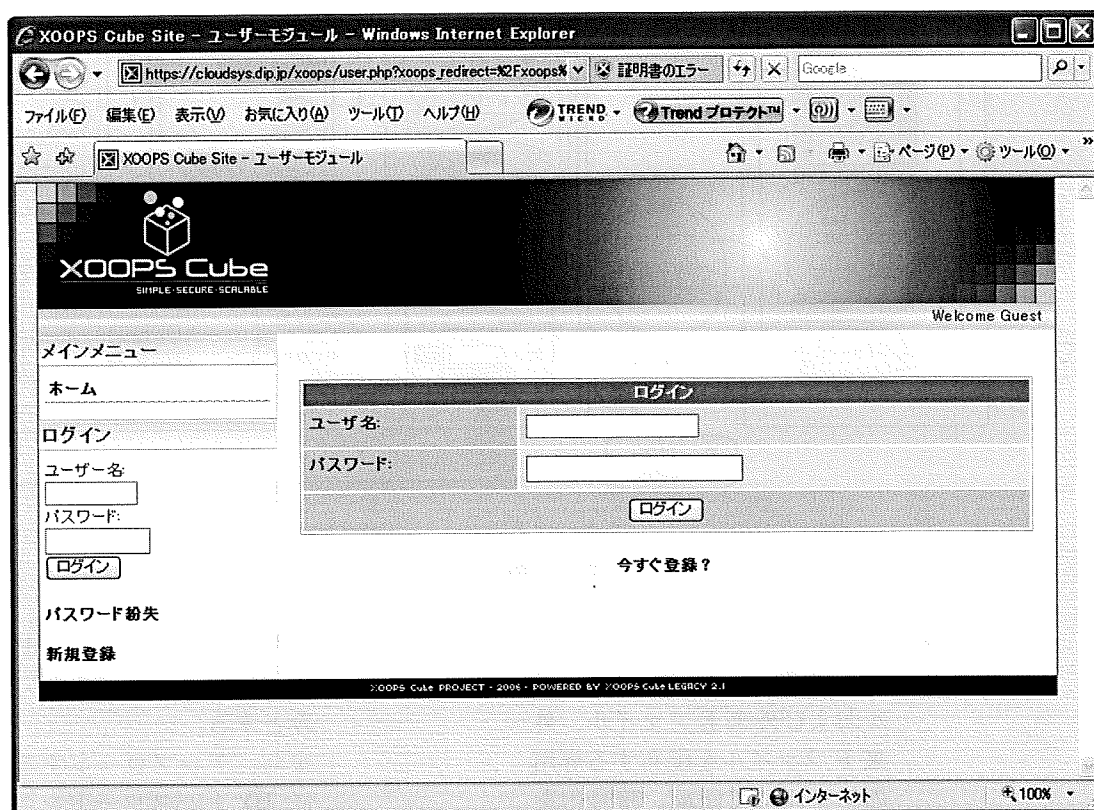 XOOPS Cube Site - ユーザーモジュール - Windows Internet Explorer
https://cloudsys.dip.jp/xoops/user.php?xoops_redirect=%2Fxoops% 証明書のエラー Google
ファイル(F) 編集(E) 表示(V) お気に入り(A) ツール(T) ヘルプ(H) TREND MICRO Trend プロテクト™
XOOPS Cube Site - ユーザーモジュール ページ(P) ツール(O) »
XOOPS Cube
SIMPLE・SECURE・SCALABLE
Welcome Guest
メインメニュー
ホーム
ログイン
ユーザー名:
パスワード:
ログイン
パスワード紛失
新規登録
ログイン
ユーザ名:
パスワード:
ログイン
今すぐ登録?
XOOPS Cube PROJECT - 2006 - POWERED BY XOOPS Cube LEGACY 2.1
インターネット 100%